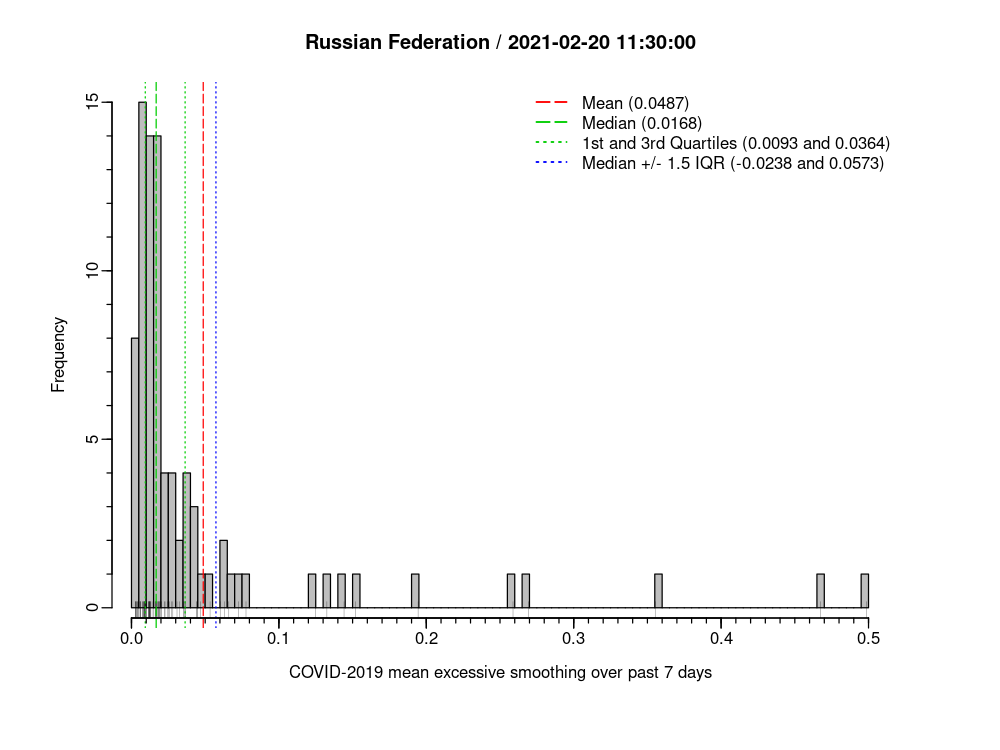 Russian Federation / 2021-02-20 11:30:00
Mean (0.0487)
Median (0.0168)
1st and 3rd Quartiles (0.0093 and 0.0364)
Median +/- 1.5 IQR (-0.0238 and 0.0573)
15
10
5
0
Frequency
0.0 0.1 0.2 0.3 0.4 0.5
COVID-2019 mean excessive smoothing over past 7 days